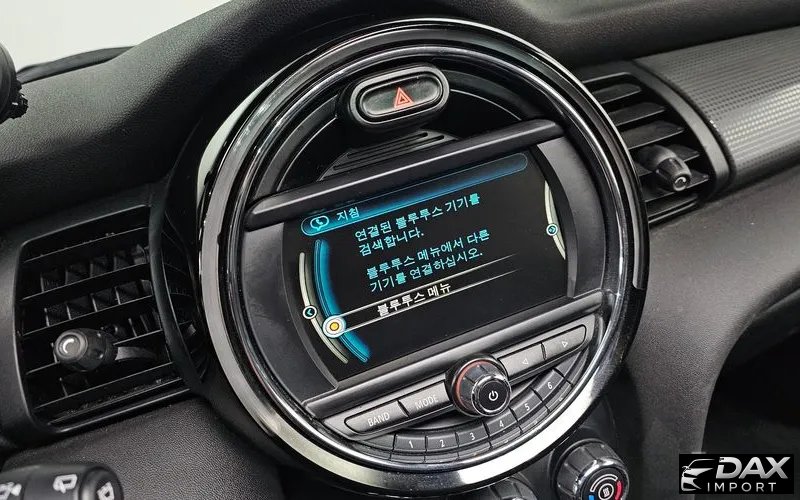 지침
연결된 블루투스 기기를
검색합니다.
블루투스 메뉴에서 다른
기기를 연결하십시오.
블루투스 메뉴
BAND
MODE
1
2
3
4
5
6
DAX
IMPORT